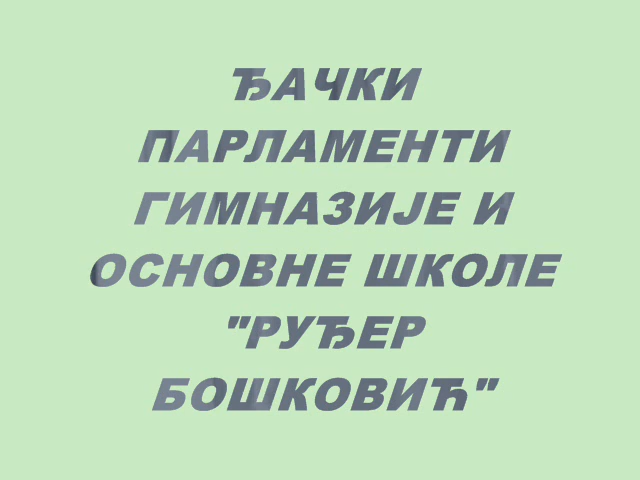 ЂАЧКИ
ПАРЛАМЕНТИ
ГИМНАЗИЈЕ И
ОСНОВНЕ ШКОЛЕ
"РУЂЕР
БОШКОВИЋ"